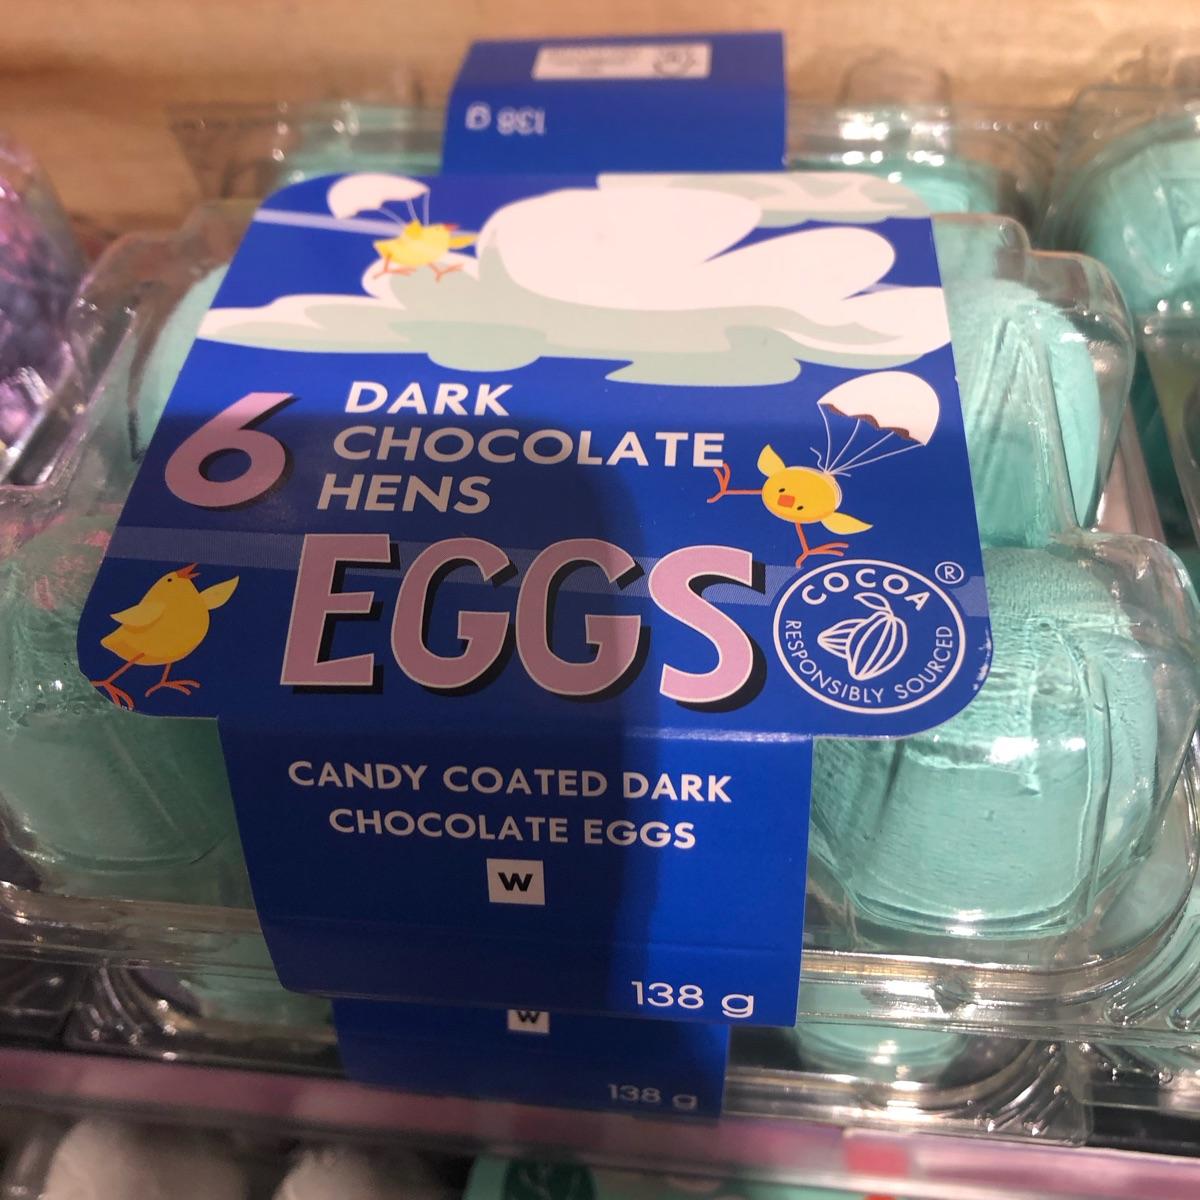 138 g
6
DARK
CHOCOLATE
HENS
EGGS
COCOA
RESPONSIBLY SOURCED
®
CANDY COATED DARK
CHOCOLATE EGGS
W
138 g
W
138 g